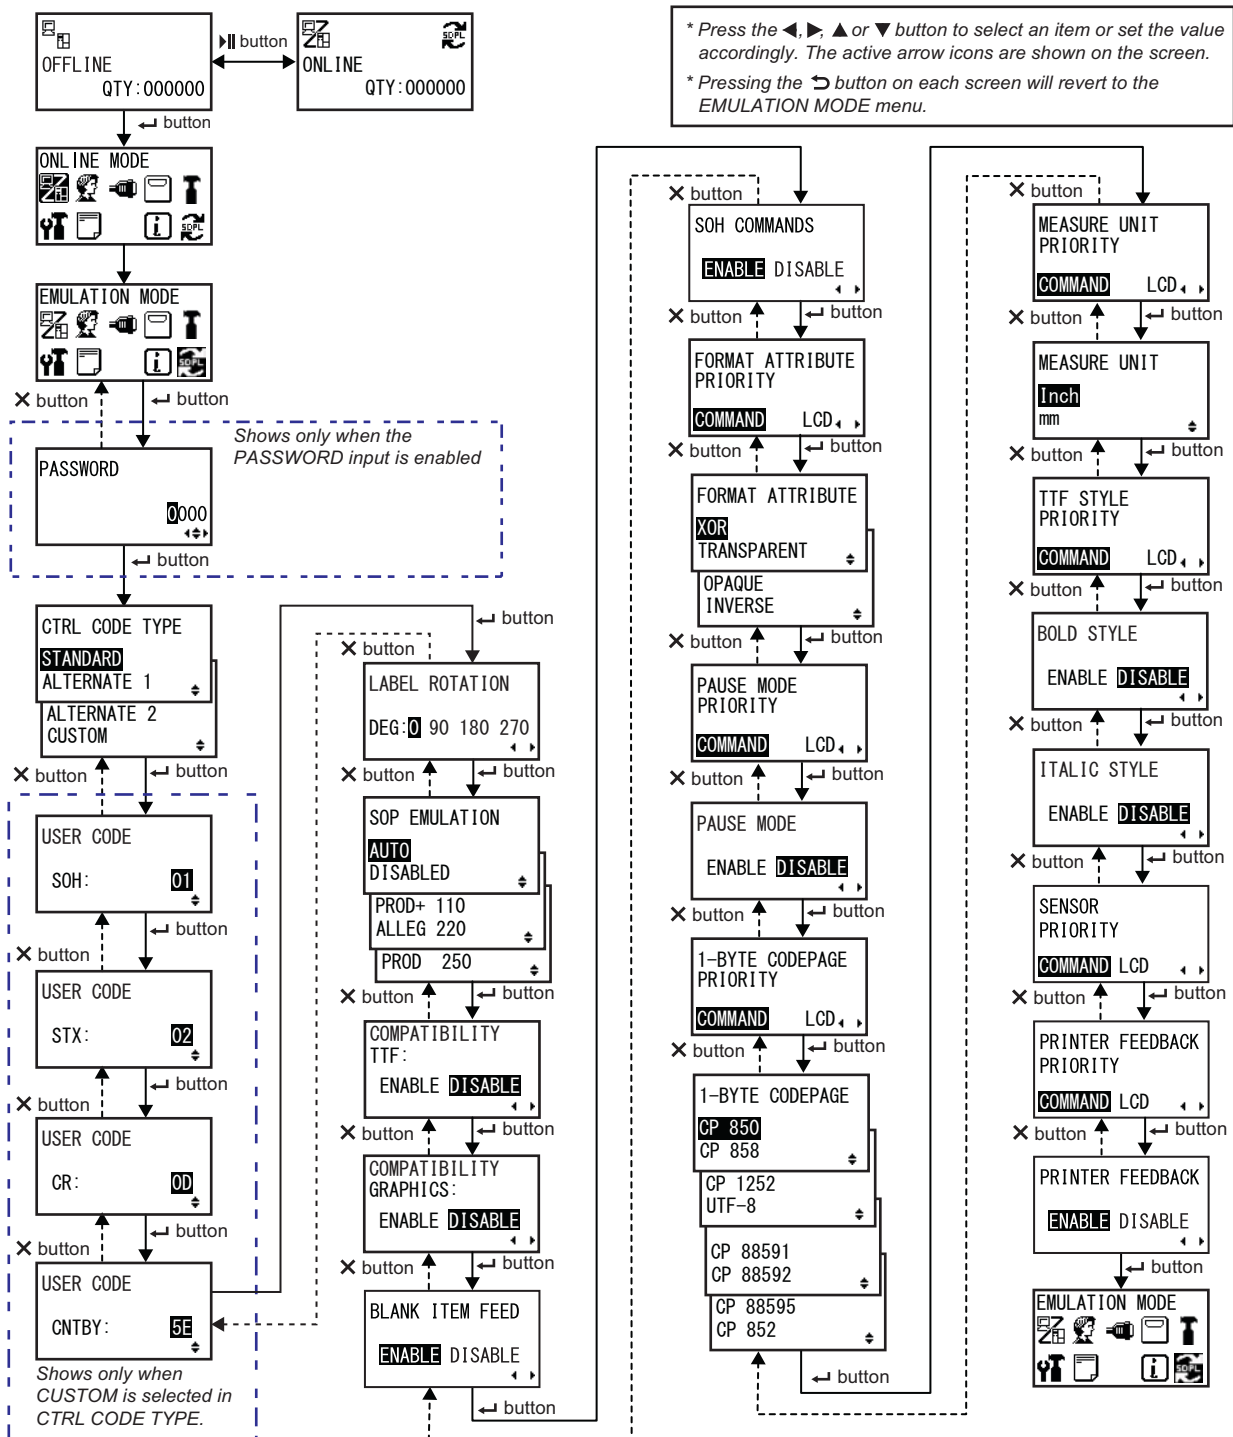 OFFLINE
QTY:000000
button
ONLINE
QTY:000000
SDPL
button
ONLINE MODE
SDPL
EMULATION MODE
SDPL
button
button
Shows only when the
PASSWORD input is enabled
PASSWORD
0000
button
CTRL CODE TYPE
STANDARD
ALTERNATE 1
ALTERNATE 2
CUSTOM
button
button
USER CODE
SOH: 01
button
button
USER CODE
STX: 02
button
button
USER CODE
CR: 0D
button
button
USER CODE
CNTBY: 5E
Shows only when
CUSTOM is selected in
CTRL CODE TYPE.
button
button
LABEL ROTATION
DEG:0 90 180 270
button
button
SOP EMULATION
AUTO
DISABLED
PROD+ 110
ALLEG 220
PROD 250
button
button
COMPATIBILITY
TTF:
ENABLE DISABLE
button
button
COMPATIBILITY
GRAPHICS:
ENABLE DISABLE
button
button
BLANK ITEM FEED
ENABLE DISABLE
button
* Press the ◀, ▶, ▲ or ▼ button to select an item or set the value
accordingly. The active arrow icons are shown on the screen.
* Pressing the ⮌ button on each screen will revert to the
EMULATION MODE menu.
button
SOH COMMANDS
ENABLE DISABLE
button
button
FORMAT ATTRIBUTE
PRIORITY
COMMAND LCD
button
button
FORMAT ATTRIBUTE
XOR
TRANSPARENT
OPAQUE
INVERSE
button
button
PAUSE MODE
PRIORITY
COMMAND LCD
button
button
PAUSE MODE
ENABLE DISABLE
button
button
1-BYTE CODEPAGE
PRIORITY
COMMAND LCD
button
button
1-BYTE CODEPAGE
CP 850
CP 858
CP 1252
UTF-8
CP 88591
CP 88592
CP 88595
CP 852
button
button
MEASURE UNIT
PRIORITY
COMMAND LCD
button
button
MEASURE UNIT
Inch
mm
button
button
TTF STYLE
PRIORITY
COMMAND LCD
button
button
BOLD STYLE
ENABLE DISABLE
button
button
ITALIC STYLE
ENABLE DISABLE
button
button
SENSOR
PRIORITY
COMMAND LCD
button
button
PRINTER FEEDBACK
PRIORITY
COMMAND LCD
button
button
PRINTER FEEDBACK
ENABLE DISABLE
button
EMULATION MODE
SDPL